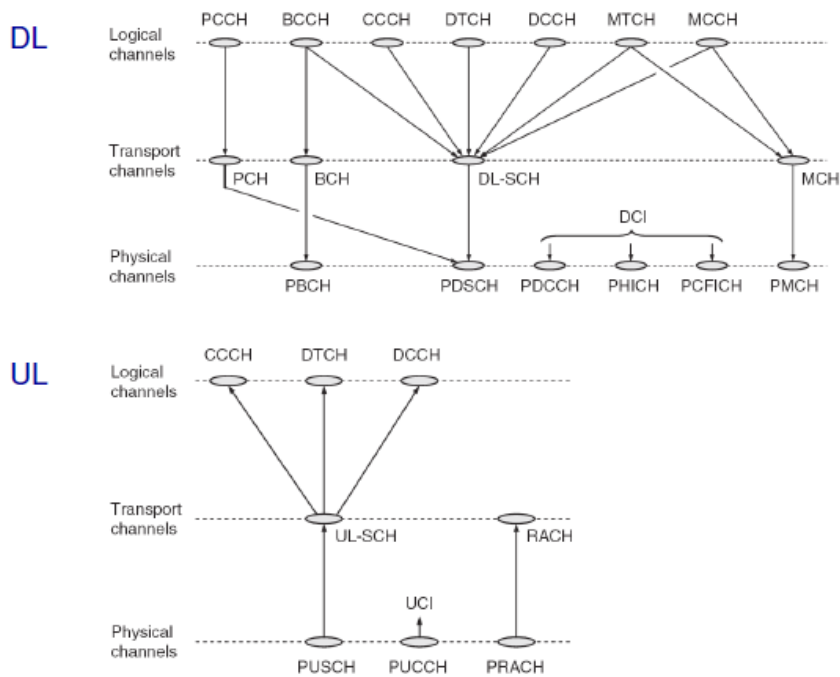 DL
Logical
channels
PCCH BCCH CCCH DTCH DCCH MTCH MCCH
Transport
channels
PCH BCH DL-SCH MCH
DCI
Physical
channels
PBCH PDSCH PDCCH PHICH PCFICH PMCH
UL
Logical
channels
CCCH DTCH DCCH
Transport
channels
UL-SCH RACH
UCI
Physical
channels
PUSCH PUCCH PRACH